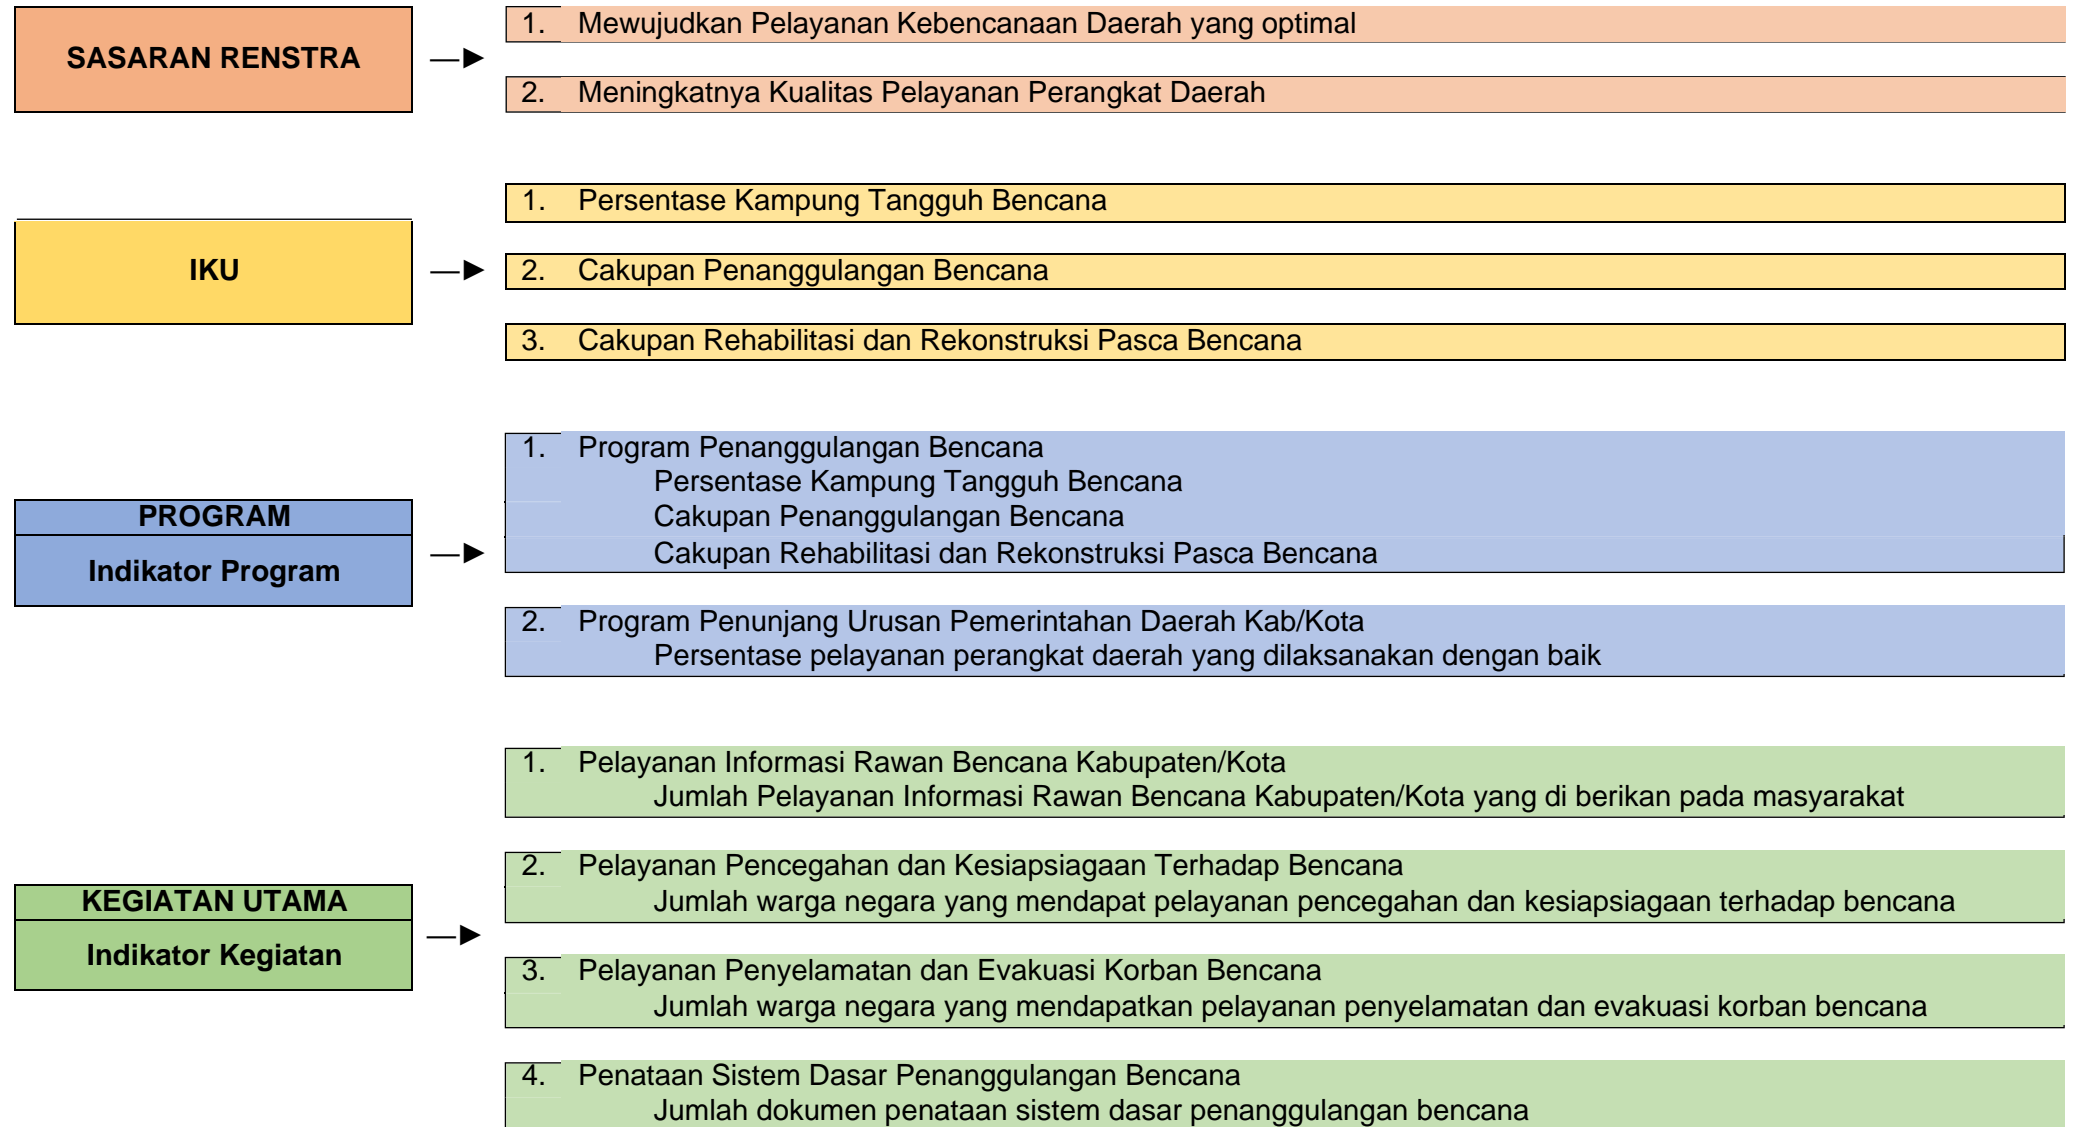 SASARAN RENSTRA
1. Mewujudkan Pelayanan Kebencanaan Daerah yang optimal
2. Meningkatnya Kualitas Pelayanan Perangkat Daerah
IKU
1. Persentase Kampung Tangguh Bencana
2. Cakupan Penanggulangan Bencana
3. Cakupan Rehabilitasi dan Rekonstruksi Pasca Bencana
PROGRAM
Indikator Program
1. Program Penanggulangan Bencana
Persentase Kampung Tangguh Bencana
Cakupan Penanggulangan Bencana
Cakupan Rehabilitasi dan Rekonstruksi Pasca Bencana
2. Program Penunjang Urusan Pemerintahan Daerah Kab/Kota
Persentase pelayanan perangkat daerah yang dilaksanakan dengan baik
KEGIATAN UTAMA
Indikator Kegiatan
1. Pelayanan Informasi Rawan Bencana Kabupaten/Kota
Jumlah Pelayanan Informasi Rawan Bencana Kabupaten/Kota yang di berikan pada masyarakat
2. Pelayanan Pencegahan dan Kesiapsiagaan Terhadap Bencana
Jumlah warga negara yang mendapat pelayanan pencegahan dan kesiapsiagaan terhadap bencana
3. Pelayanan Penyelamatan dan Evakuasi Korban Bencana
Jumlah warga negara yang mendapatkan pelayanan penyelamatan dan evakuasi korban bencana
4. Penataan Sistem Dasar Penanggulangan Bencana
Jumlah dokumen penataan sistem dasar penanggulangan bencana